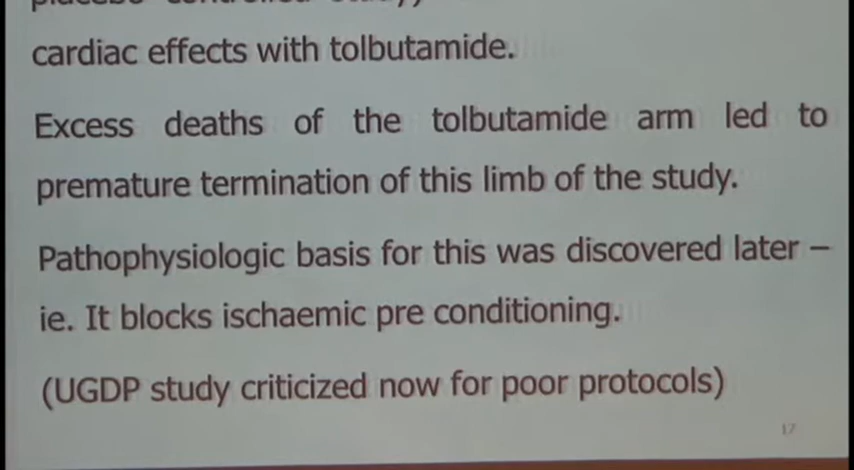 cardiac effects with tolbutamide.
Excess deaths of the tolbutamide arm led to
premature termination of this limb of the study.
Pathophysiologic basis for this was discovered later –
ie. It blocks ischaemic pre conditioning.
(UGDP study criticized now for poor protocols)
17